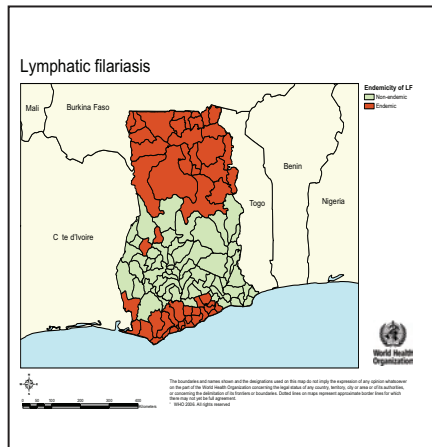 Lymphatic filariasis
Endemicity of LF
Non-endemic
Endemic
Mali
Burkina Faso
Benin
Togo
Nigeria
C te d'Ivoire
World Health
Organization
0 50 100 200 300 400
Kilometers
The boundaries and names shown and the designations used on this map do not imply the expression of any opinion whatsoever
on the part of the World Health Organization concerning the legal status of any country, territory, city or area or of its authorities,
or concerning the delimitation of its frontiers or boundaries. Dotted lines on maps represent approximate border lines for which
there may not yet be full agreement.
WHO 2006. All rights reserved